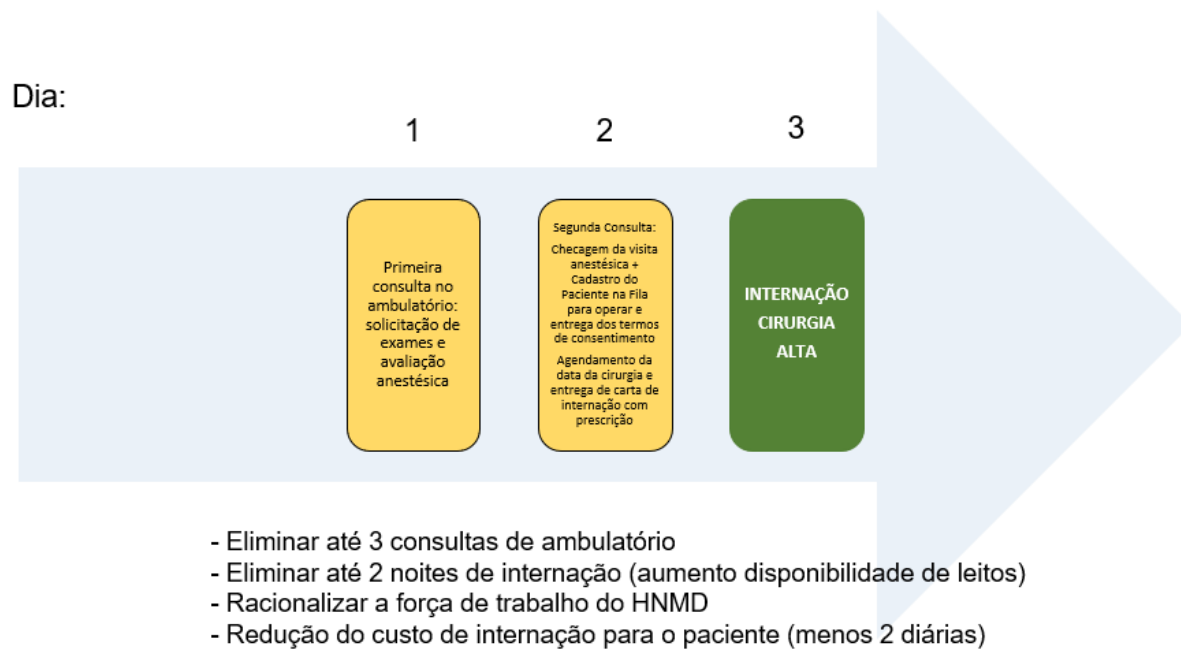 Dia:
1
2
3
Primeira
consulta no
ambulatório:
solicitação de
exames e
avaliação
anestésica
Segunda Consulta:
Checagem da visita
anestésica +
Cadastro do
Paciente na Fila
para operar e
entrega dos termos
de consentimento
Agendamento da
data da cirurgia e
entrega de carta de
internação com
prescrição
INTERNAÇÃO
CIRURGIA
ALTA
- Eliminar até 3 consultas de ambulatório
- Eliminar até 2 noites de internação (aumento disponibilidade de leitos)
- Racionalizar a força de trabalho do HNMD
- Redução do custo de internação para o paciente (menos 2 diárias)